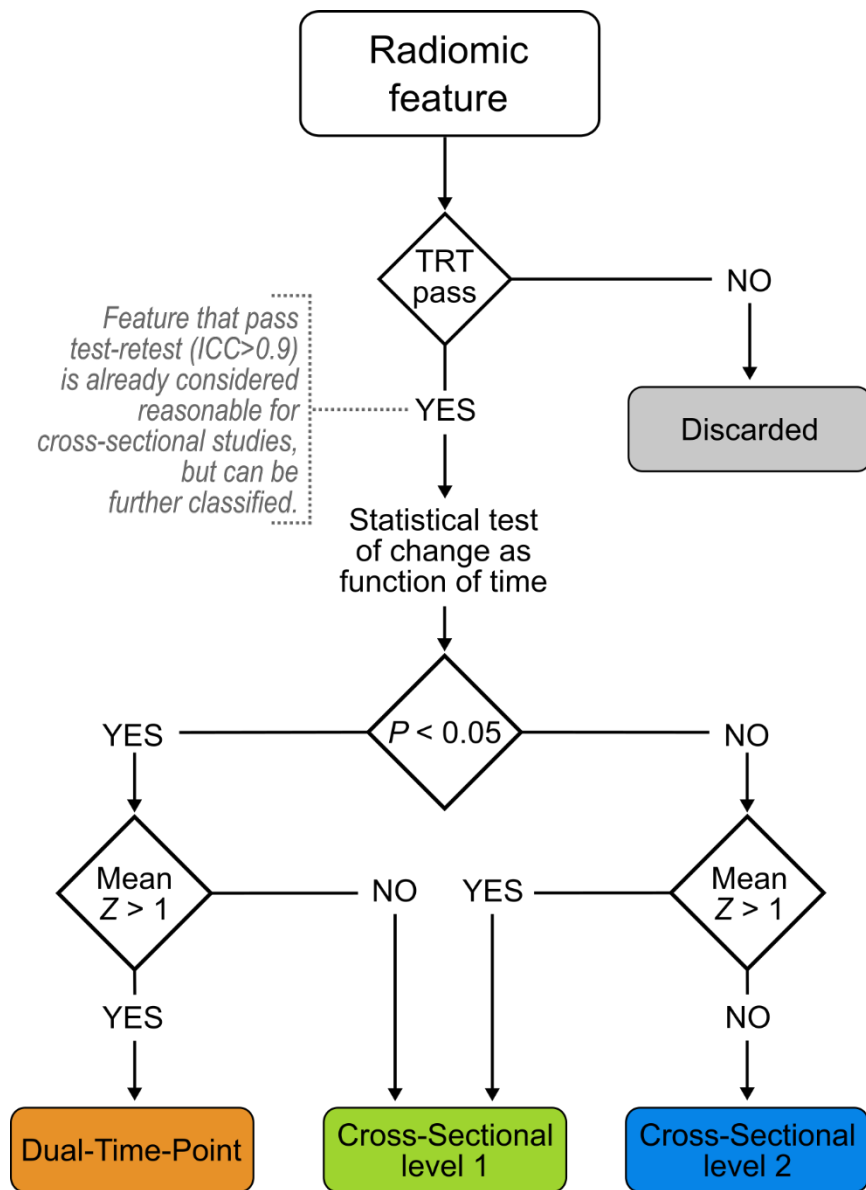 Radiomic
feature
TRT
pass
NO
Feature that pass
test-retest (ICC>0.9)
is already considered
reasonable for
cross-sectional studies,
but can be
further classified.
YES
Discarded
Statistical test
of change as
function of time
YES
P < 0.05
NO
Mean
Z > 1
NO
YES
Mean
Z > 1
YES
NO
Dual-Time-Point
Cross-Sectional
level 1
Cross-Sectional
level 2